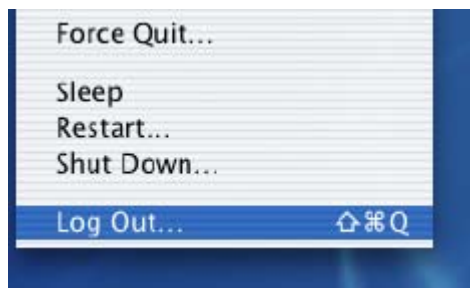 Force Quit...
Sleep
Restart...
Shut Down...
Log Out... ⇧⌘Q